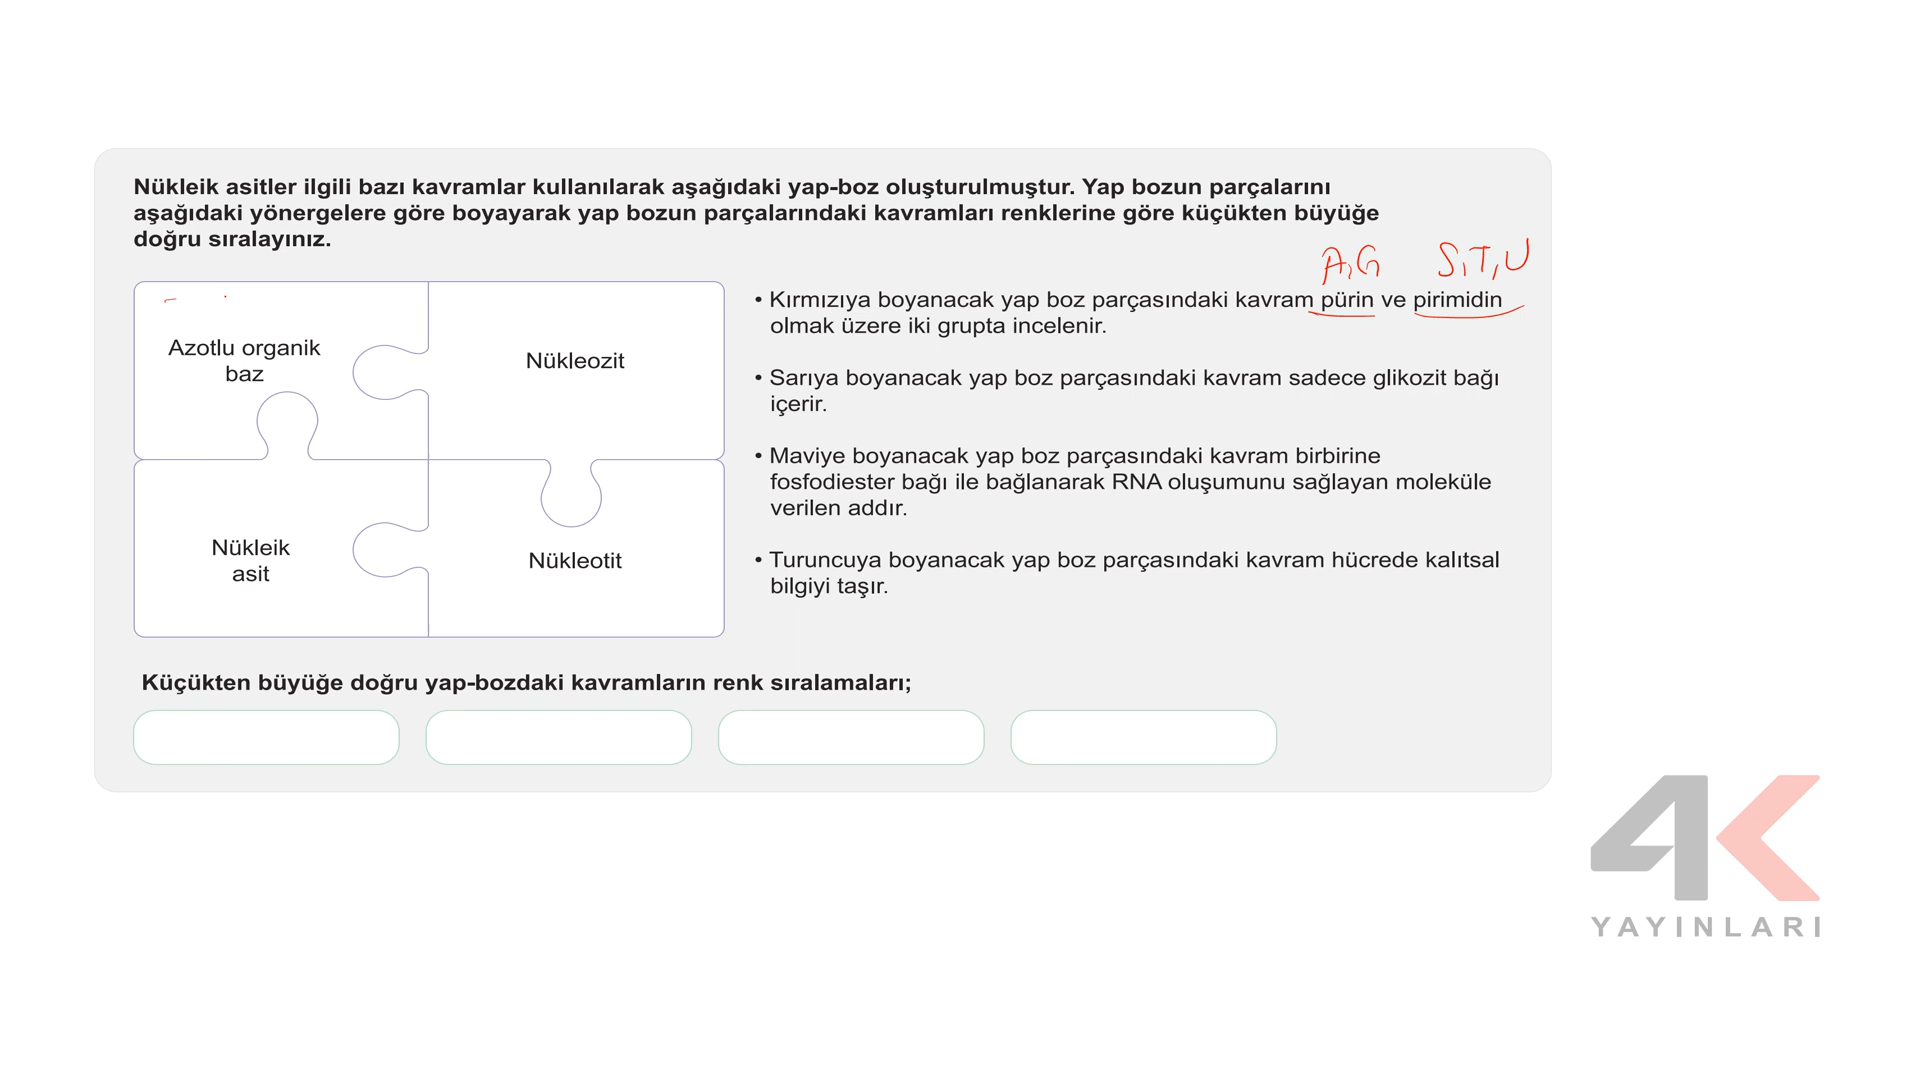 Nükleik asitler ilgili bazı kavramlar kullanılarak aşağıdaki yap-boz oluşturulmuştur. Yap bozun parçalarını
aşağıdaki yönergelere göre boyayarak yap bozun parçalarındaki kavramları renklerine göre küçükten büyüğe
doğru sıralayınız.
A,G S,T,U
Azotlu organik
baz
Nükleozit
Nükleik
asit
Nükleotit
• Kırmızıya boyanacak yap boz parçasındaki kavram pürin ve pirimidin
olmak üzere iki grupta incelenir.
• Sarıya boyanacak yap boz parçasındaki kavram sadece glikozit bağı
içerir.
• Maviye boyanacak yap boz parçasındaki kavram birbirine
fosfodiester bağı ile bağlanarak RNA oluşumunu sağlayan moleküle
verilen addır.
• Turuncuya boyanacak yap boz parçasındaki kavram hücrede kalıtsal
bilgiyi taşır.
Küçükten büyüğe doğru yap-bozdaki kavramların renk sıralamaları;
4K
YAYINLARI